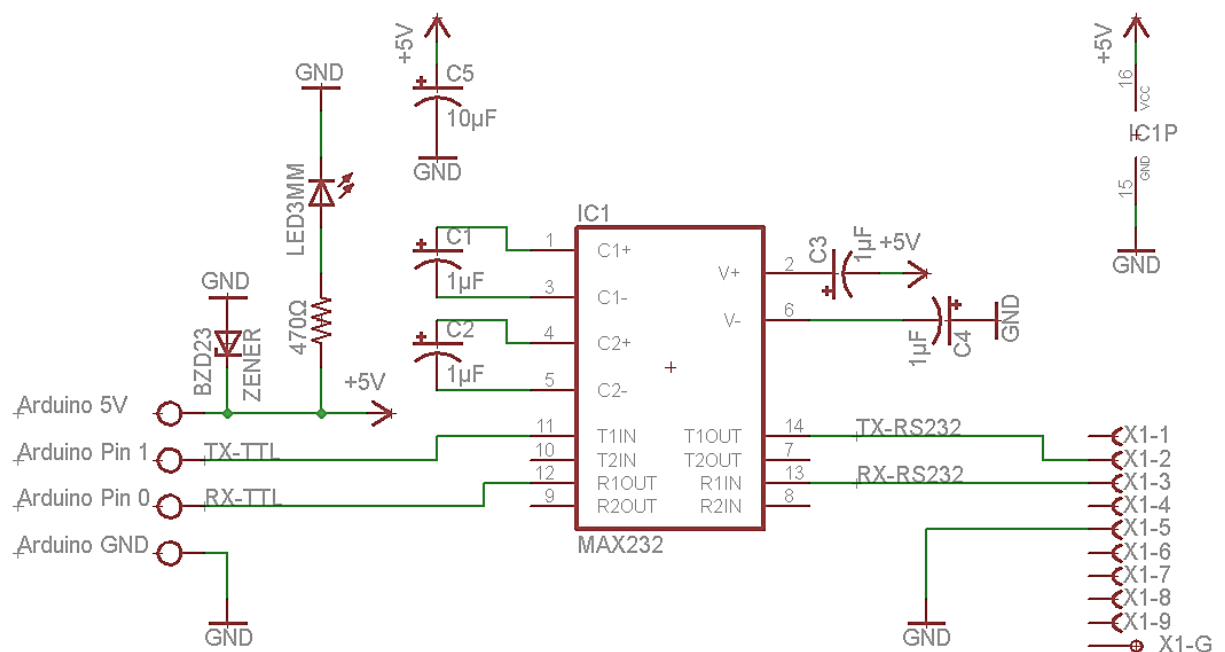 +5V
C5
10µF
GND
GND
LED3MM
470Ω
GND
BZD23
ZENER
+5V
+5V
16
VCC
IC1P
GND
15
GND
IC1
C1
1µF
1
C1+
3
C1-
C2
1µF
4
C2+
5
C2-
V+
2
C3
1µF
+5V
V-
6
1µF
C4
GND
Arduino 5V
Arduino Pin 1
TX-TTL
11
T1IN
T1OUT
14
TX-RS232
10
T2IN
T2OUT
7
Arduino Pin 0
RX-TTL
12
R1OUT
R1IN
13
RX-RS232
9
R2OUT
R2IN
8
MAX232
Arduino GND
GND
GND
X1-1
X1-2
X1-3
X1-4
X1-5
X1-6
X1-7
X1-8
X1-9
X1-G